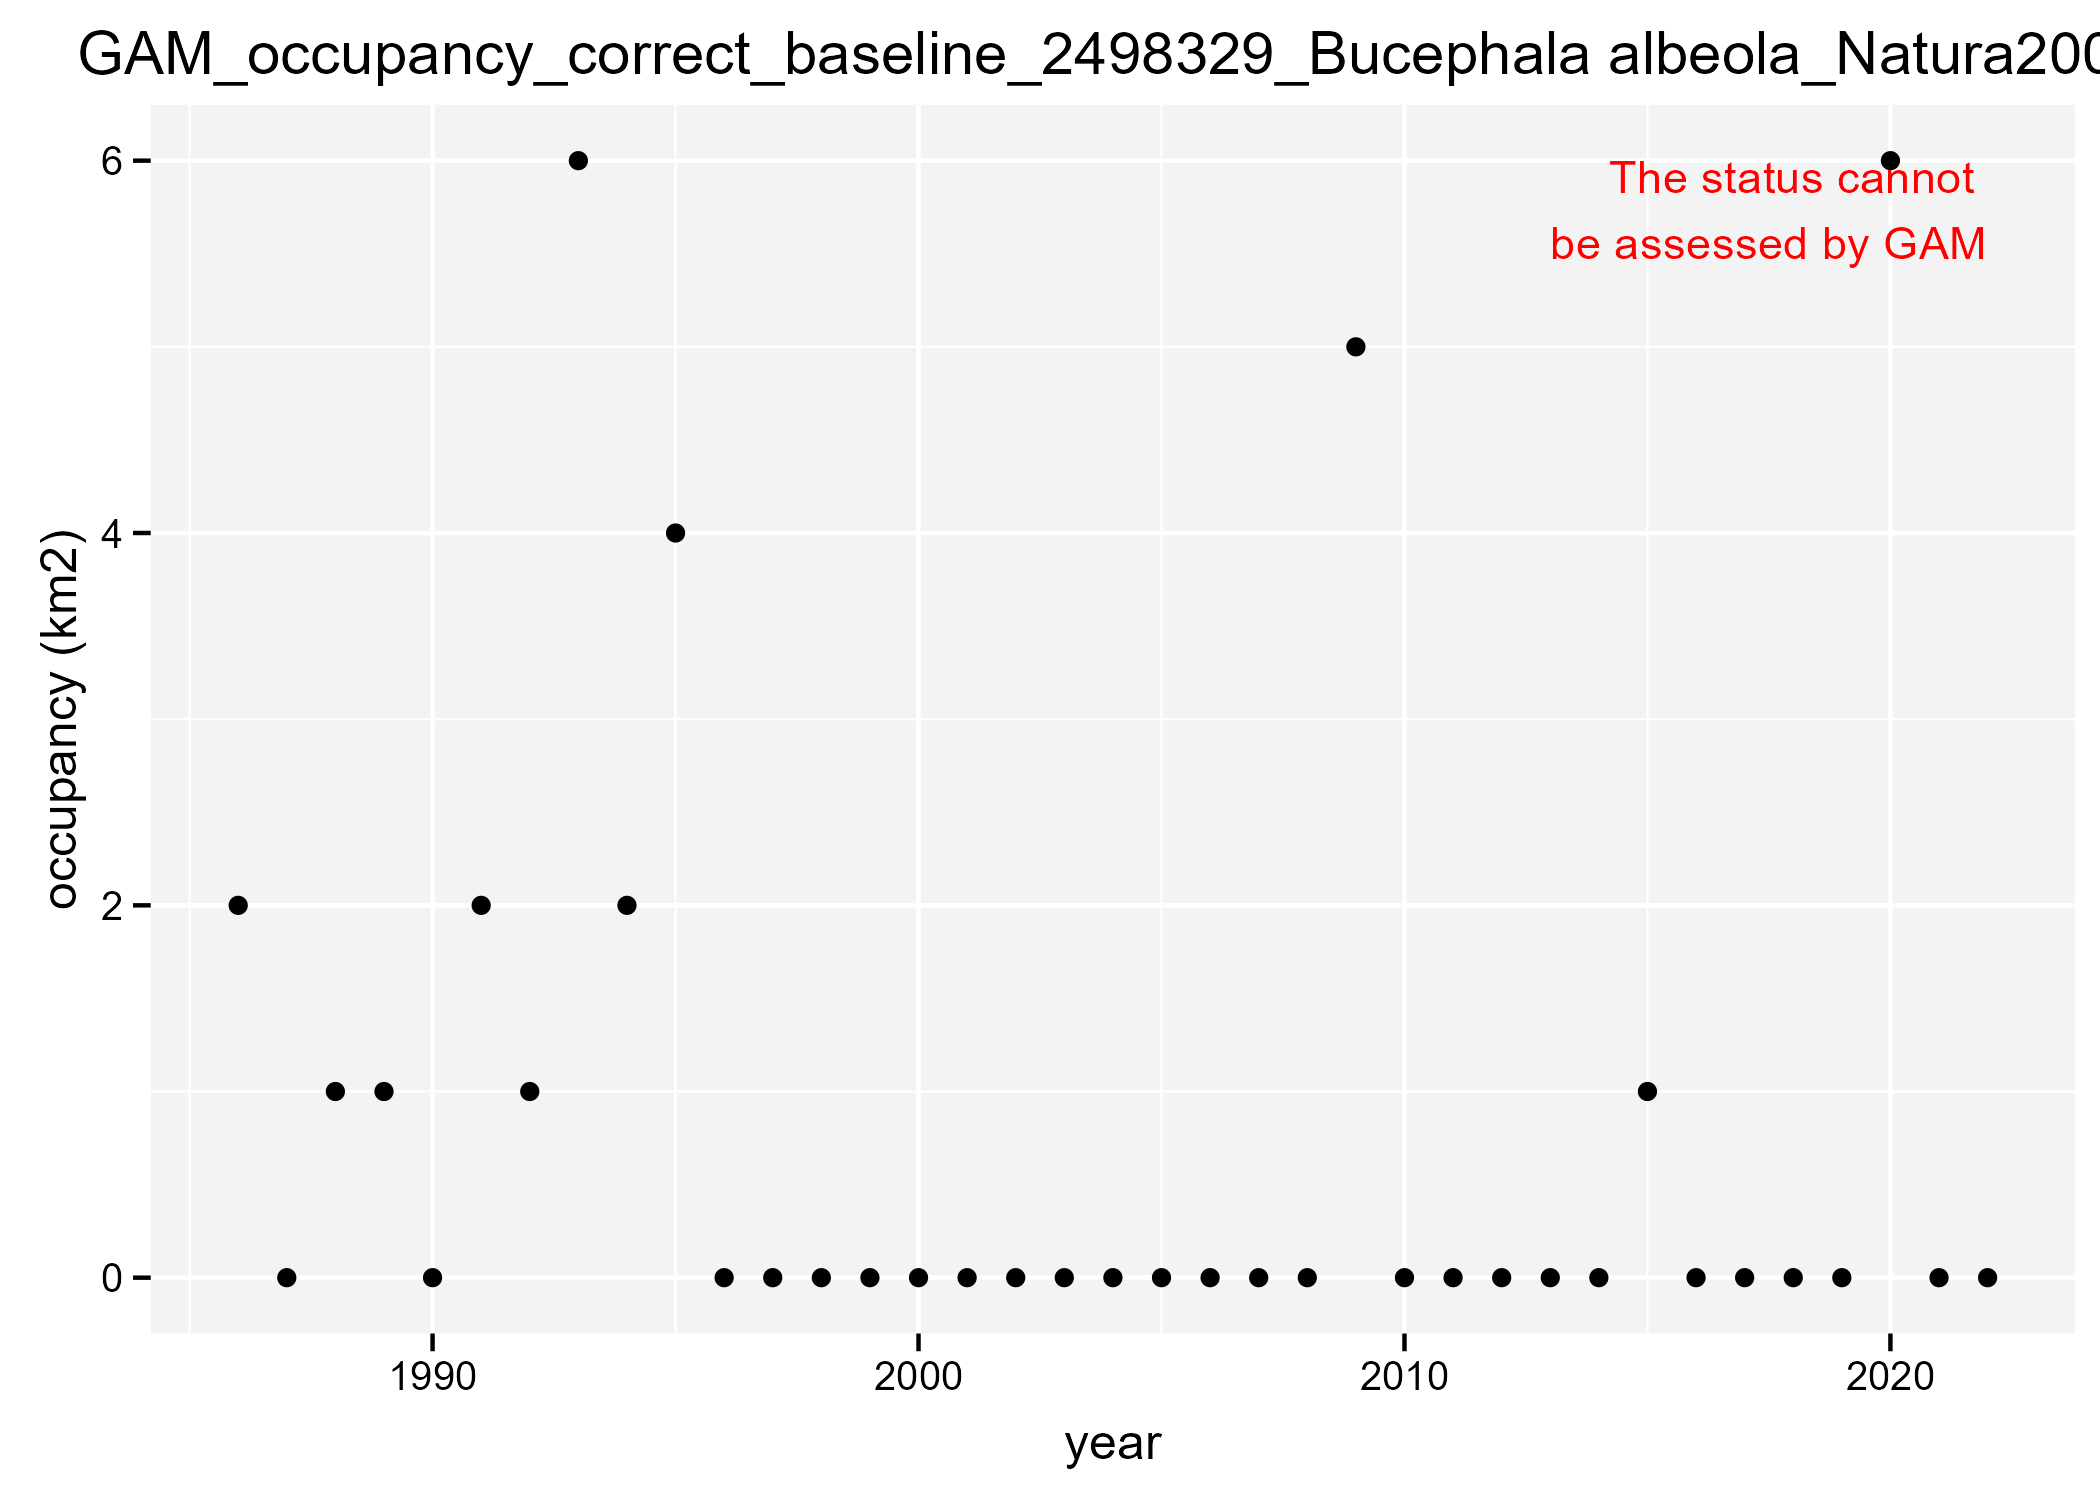 GAM_occupancy_correct_baseline_2498329_Bucephala albeola_Natura200
6
The status cannot
be assessed by GAM
4
2
0
occupancy (km2)
1990 2000 2010 2020
year